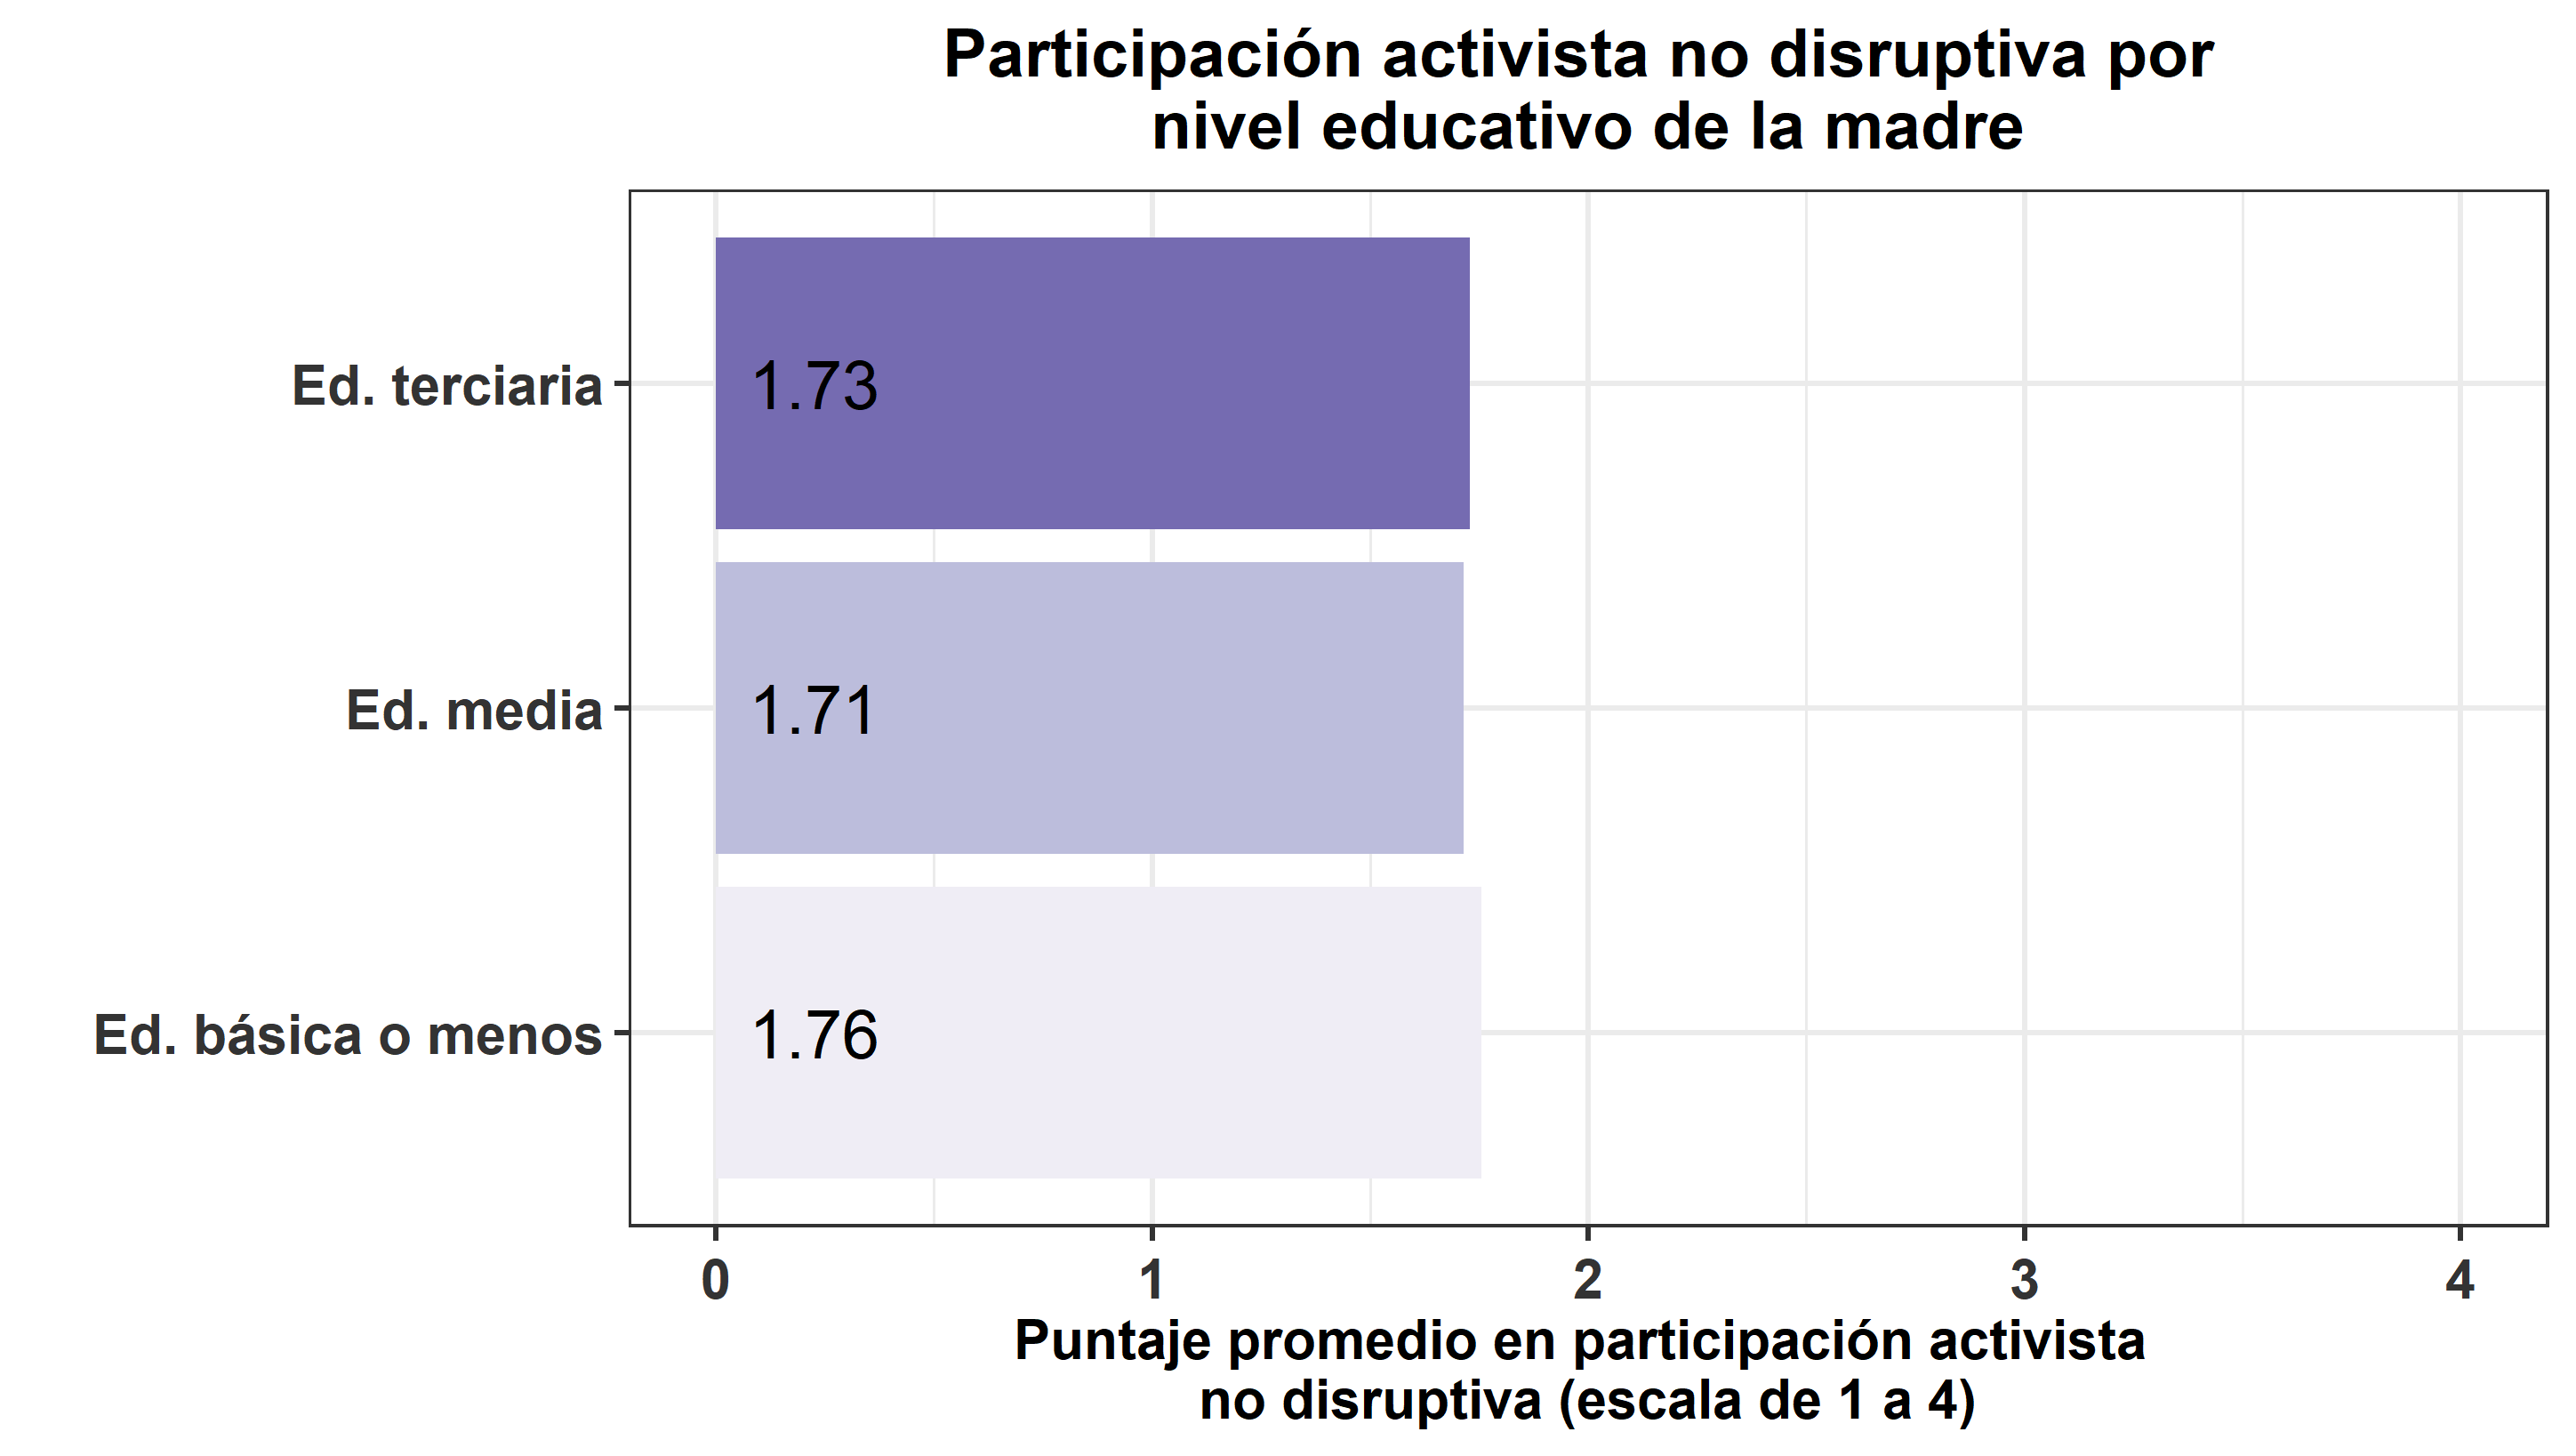 Participación activista no disruptiva por
nivel educativo de la madre
Ed. terciaria
1.73
Ed. media
1.71
Ed. básica o menos
1.76
0 1 2 3 4
Puntaje promedio en participación activista
no disruptiva (escala de 1 a 4)